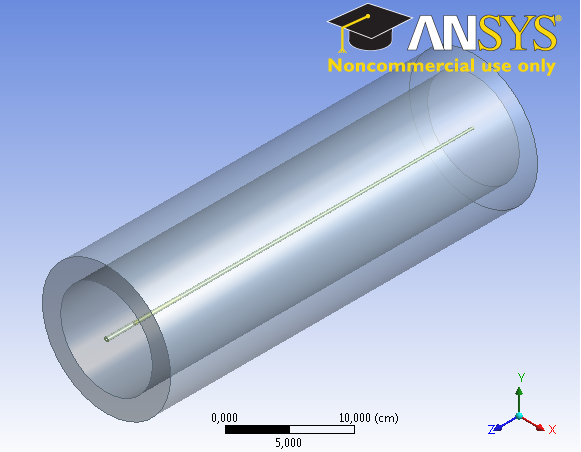 ANSYS®
Noncommercial use only
0,000 10,000 (cm)
5,000
Y
Z X